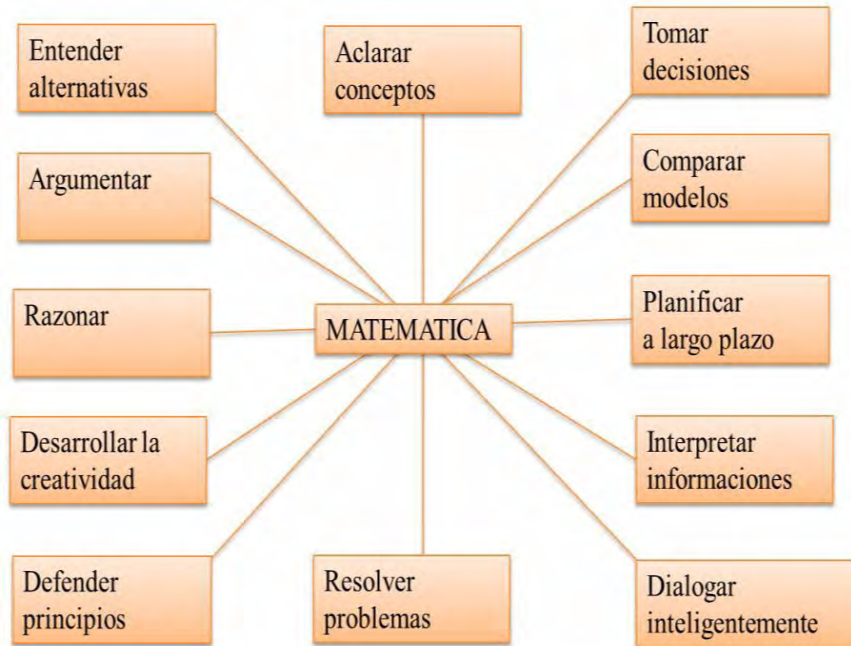 Entender
alternativas
Aclarar
conceptos
Tomar
decisiones
Argumentar
Comparar
modelos
Razonar
MATEMATICA
Planificar
a largo plazo
Desarrollar la
creatividad
Interpretar
informaciones
Defender
principios
Resolver
problemas
Dialogar
inteligentemente